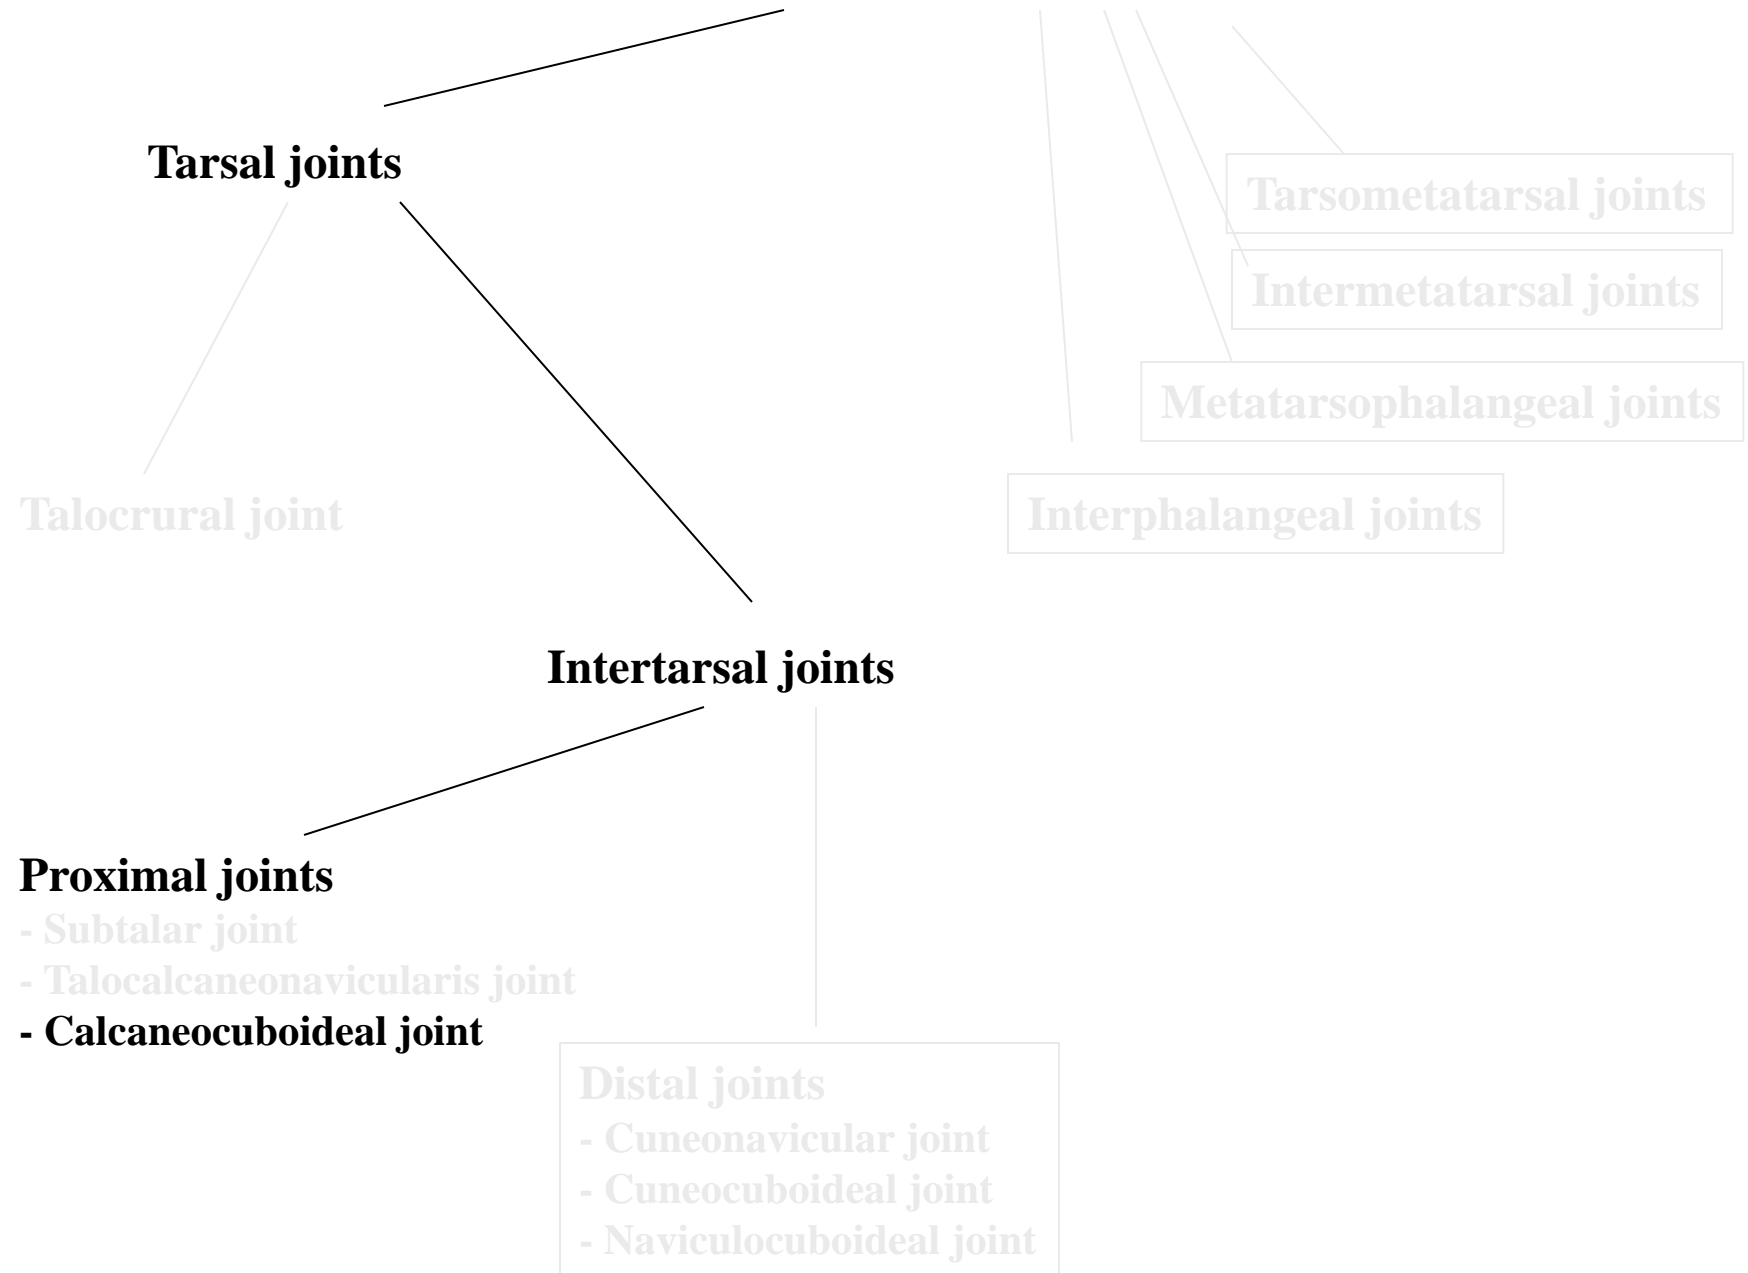 Tarsal joints
Tarsometatarsal joints
Intermetatarsal joints
Metatarsophalangeal joints
Talocrural joint
Interphalangeal joints
Intertarsal joints
Proximal joints
- Subtalar joint
- Talocalcaneonavicularis joint
- Calcaneocuboideal joint
Distal joints
- Cuneonavicular joint
- Cuneocuboideal joint
- Naviculocuboideal joint